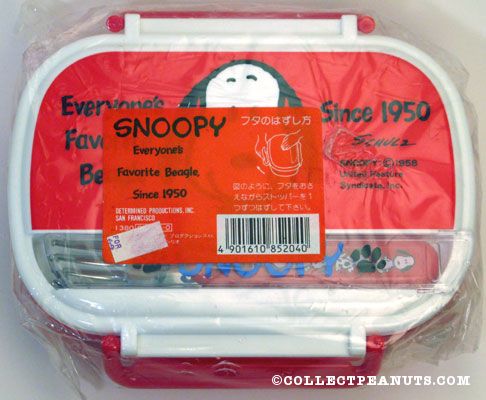 Everyone's
Fav
Be
Since 1950
SCHULZ
SNOOPY: © 1958
United Feature
Syndicate, Inc.
SNOOPY
Everyone's
Favorite Beagle,
Since 1950
DETERMINED PRODUCTIONS, INC.
SAN FRANCISCO
1380
フタのはずし方
図のように、フタをおさ
えながらストッパーを1
つずつはずして下さい。
4 901610 852040
SNOOPY
©COLLECTPEANUTS.COM